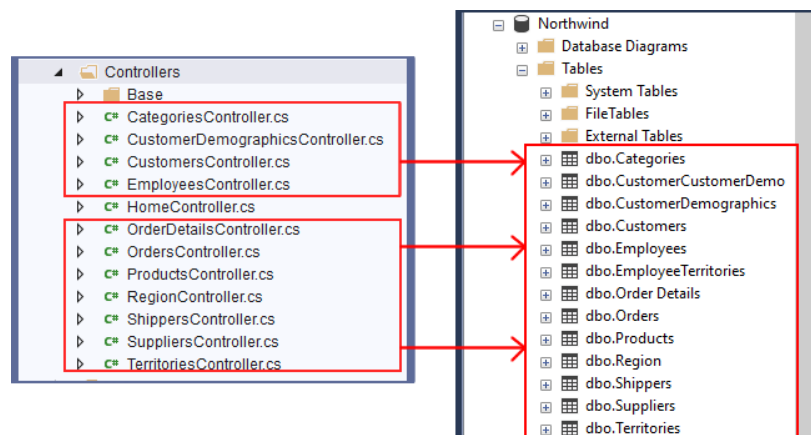 Controllers
Base
C# CategoriesController.cs
C# CustomerDemographicsController.cs
C# CustomersController.cs
C# EmployeesController.cs
C# HomeController.cs
C# OrderDetailsController.cs
C# OrdersController.cs
C# ProductsController.cs
C# RegionController.cs
C# ShippersController.cs
C# SuppliersController.cs
C# TerritoriesController.cs
Northwind
Database Diagrams
Tables
System Tables
FileTables
External Tables
dbo.Categories
dbo.CustomerCustomerDemo
dbo.CustomerDemographics
dbo.Customers
dbo.Employees
dbo.EmployeeTerritories
dbo.Order Details
dbo.Orders
dbo.Products
dbo.Region
dbo.Shippers
dbo.Suppliers
dbo.Territories